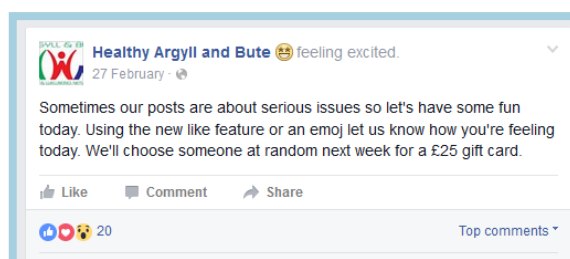 GYLL & B
Healthy Argyll and Bute feeling excited.
27 February ·
Sometimes our posts are about serious issues so let's have some fun
today. Using the new like feature or an emoj let us know how you're feeling
today. We'll choose someone at random next week for a £25 gift card.
Like Comment Share
20 Top comments